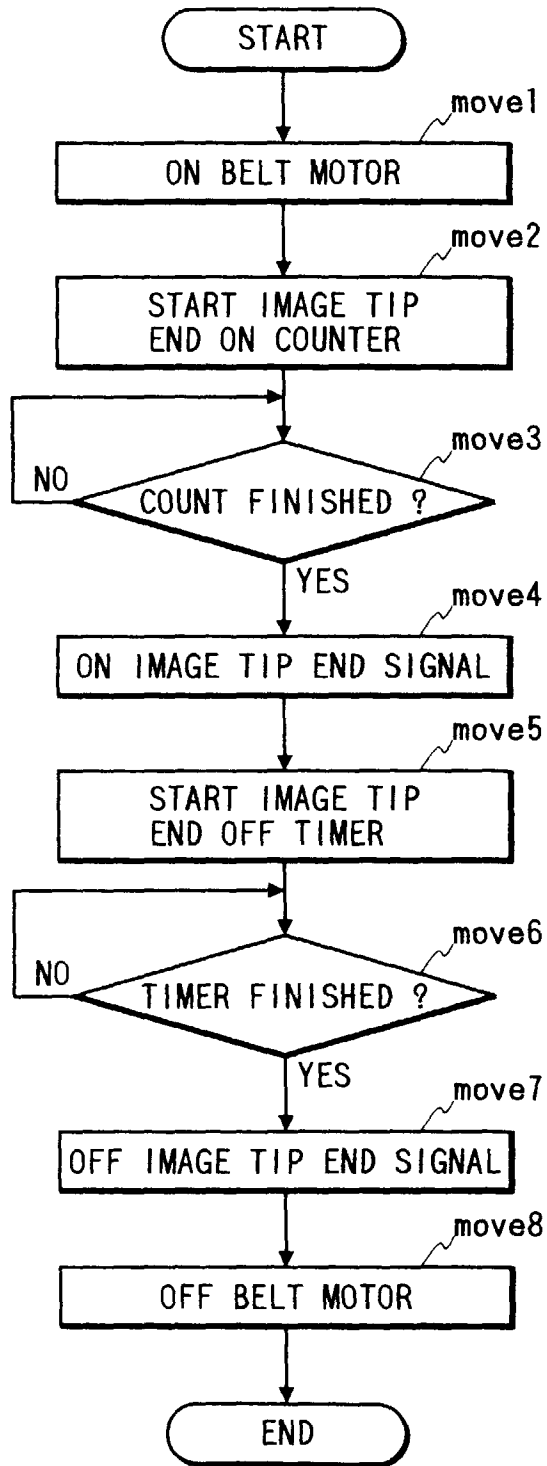 START
move1
ON BELT MOTOR
move2
START IMAGE TIP
END ON COUNTER
move3
NO
COUNT FINISHED ?
YES
move4
ON IMAGE TIP END SIGNAL
move5
START IMAGE TIP
END OFF TIMER
move6
NO
TIMER FINISHED ?
YES
move7
OFF IMAGE TIP END SIGNAL
move8
OFF BELT MOTOR
END